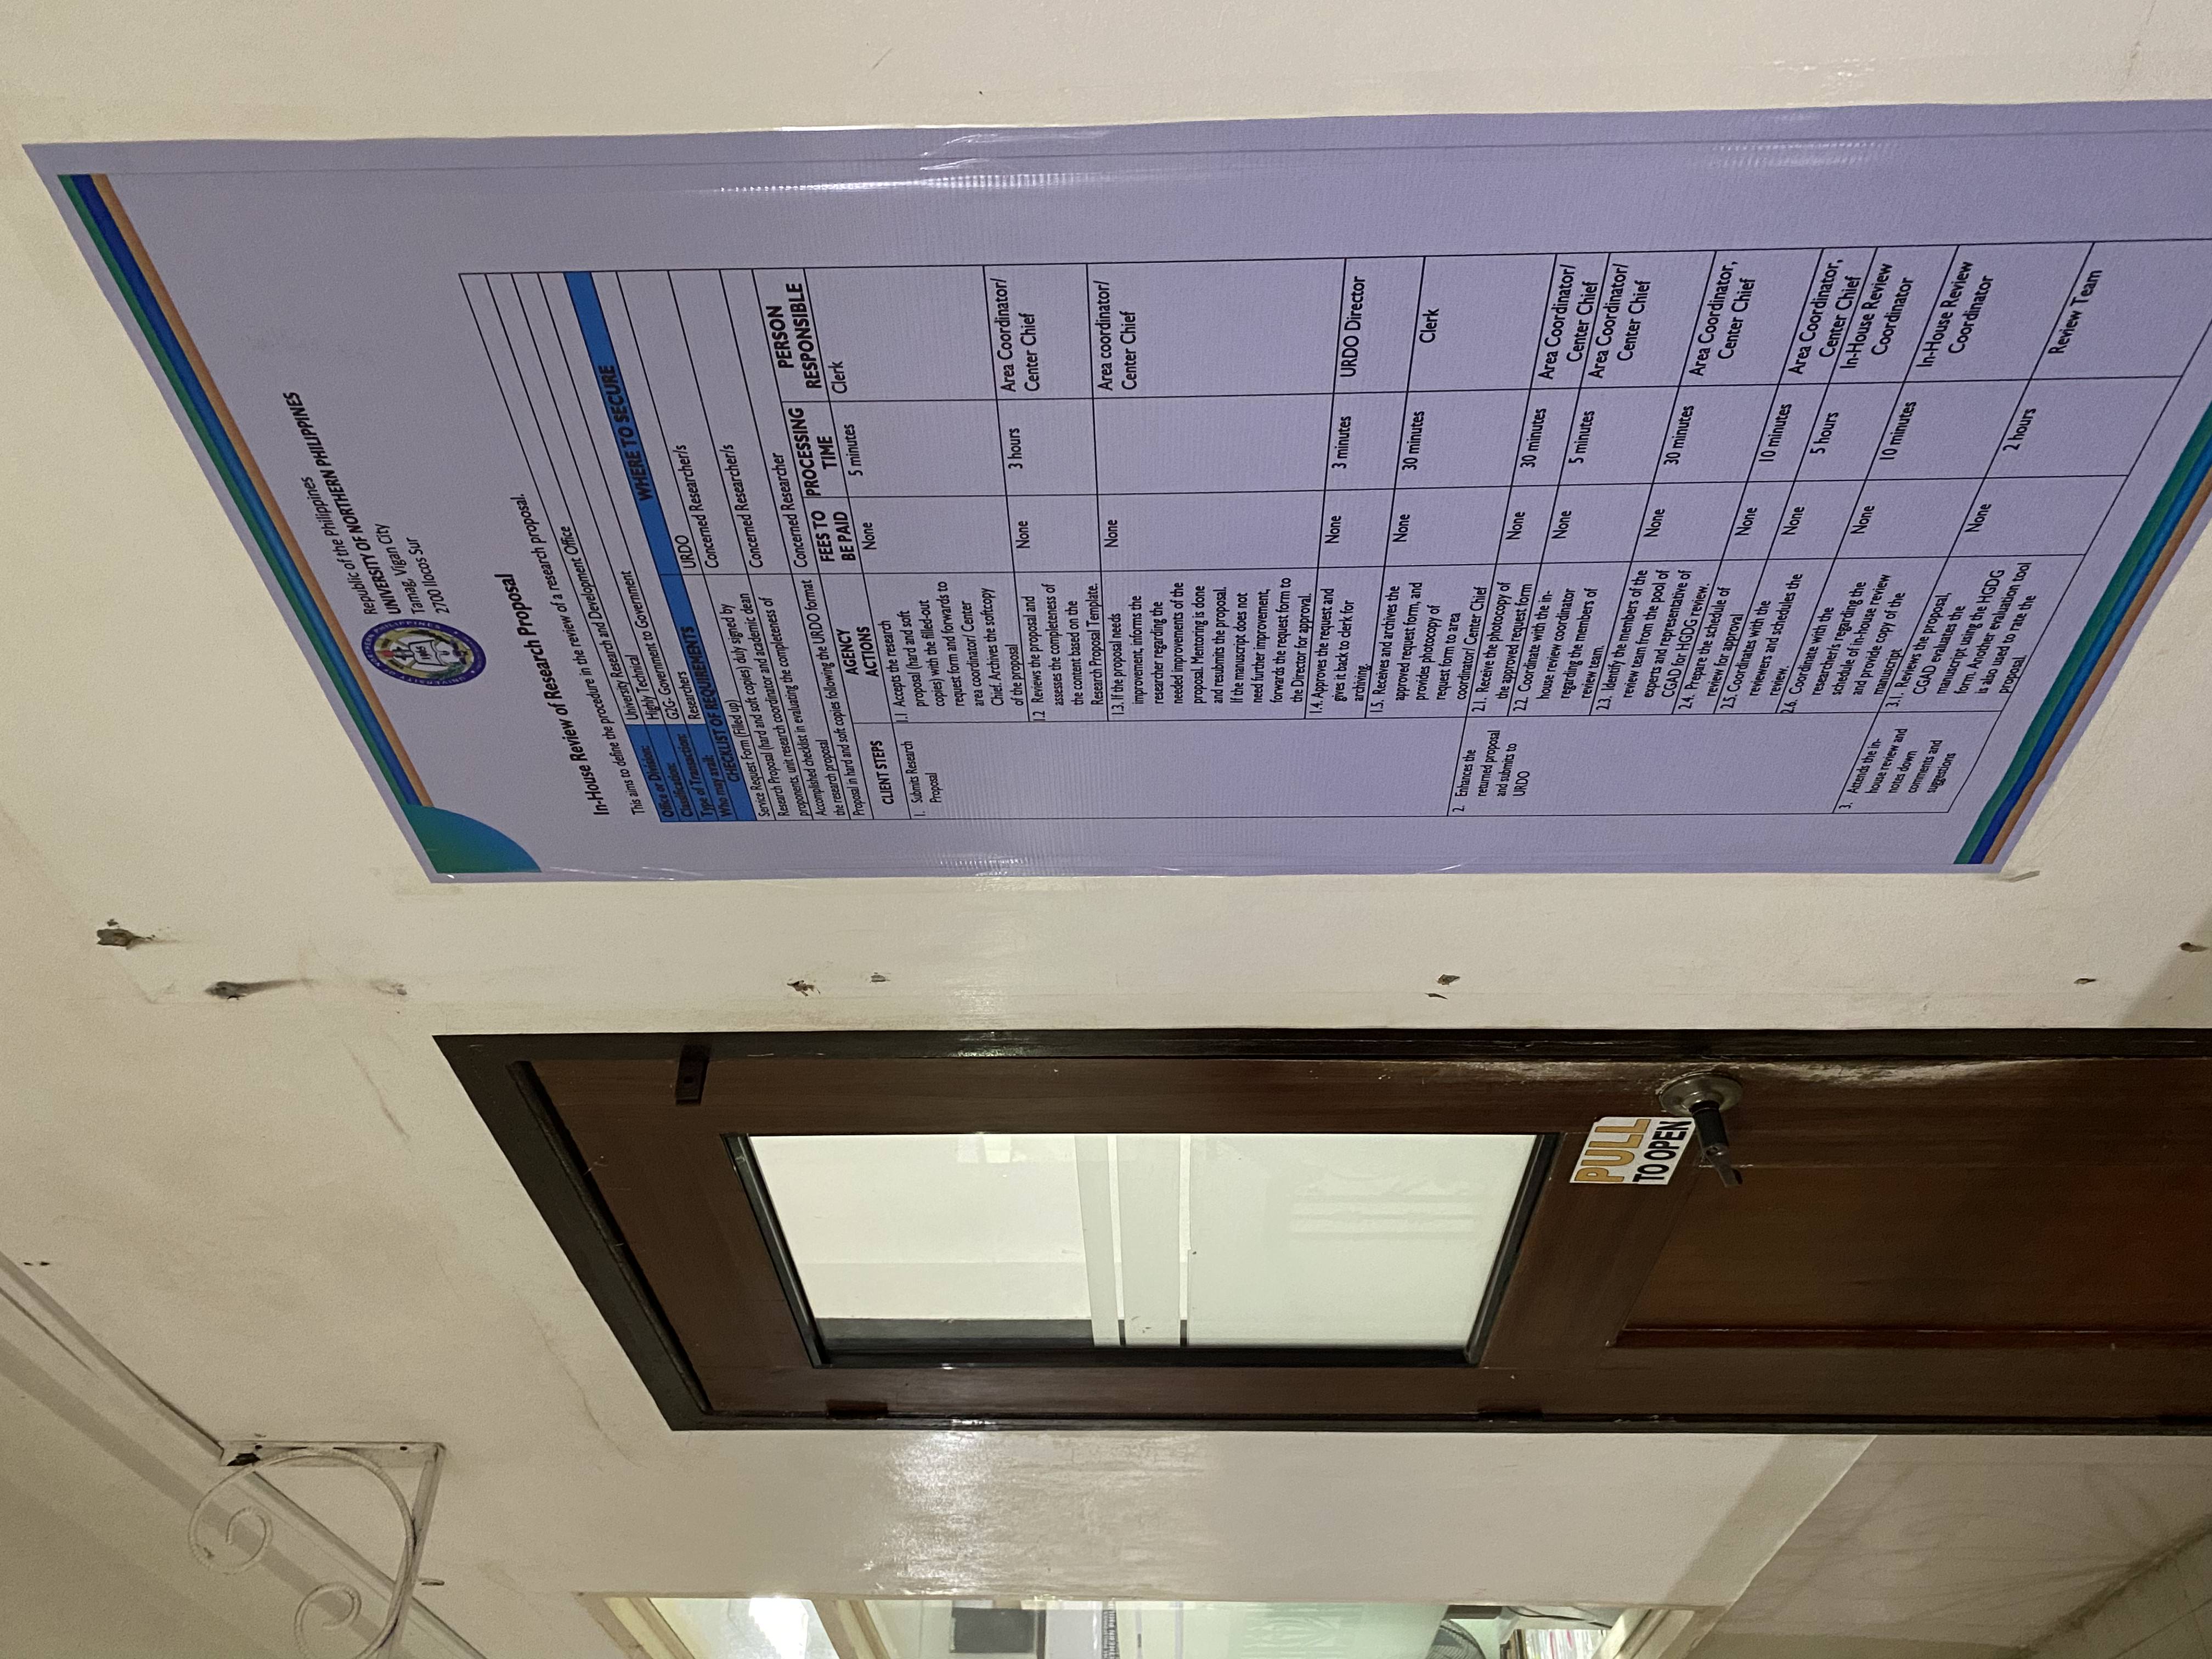 Republic of the Philippines
UNIVERSITY OF NORTHERN PHILIPPINES
Tamag, Vigan City
2700 Ilocos Sur
1965
In-House Review of Research Proposal
This aims to define the procedure in the review of a research proposal.
Office or Division: University Research and Development Office
Classification: Highly Technical
Type of Transaction: G2G- Government to Government
Who may avail: Researchers
CHECKLIST OF REQUIREMENTS WHERE TO SECURE
Service Request Form (Filled up) URDO
Research Proposal (hard and soft copies) duly signed by Concerned Researcher/s
proponents, unit research coordinator and academic dean
Accomplished checklist in evaluating the completeness of Concerned Researcher/s
the research proposal
Proposal in hard and soft copies following the URDO format Concerned Researcher
CLIENT STEPS
AGENCY
ACTIONS
FEES TO
BE PAID
PROCESSING
TIME
PERSON
RESPONSIBLE
1. Submits Research
Proposal
1.1 Accepts the research
proposal (hard and soft
copies) with the filled-out
request form and forwards to
area coordinator/ Center
Chief. Archives the softcopy
of the proposal
None
5 minutes
Clerk
1.2 Reviews the proposal and
assesses the completeness of
the content based on the
Research Proposal Template.
None
3 hours
Area Coordinator/
Center Chief
1.3. If the proposal needs
improvement, informs the
researcher regarding the
needed improvements of the
proposal. Mentoring is done
and resubmits the proposal.
If the manuscript does not
need further improvement,
forwards the request form to
the Director for approval.
None
Area coordinator/
Center Chief
1.4. Approves the request and
gives it back to clerk for
archiving.
None
3 minutes
URDO Director
1.5. Receives and archives the
approved request form, and
provides photocopy of
request form to area
coordinator/ Center Chief
None
30 minutes
Clerk
2. Enhances the
returned proposal
and submits to
URDO
2.1. Receive the photocopy of
the approved request form
None
30 minutes
Area Coordinator/
Center Chief
2.2. Coordinate with the in-
house review coordinator
regarding the members of
review team.
None
5 minutes
Area Coordinator/
Center Chief
2.3. Identify the members of the
review team from the pool of
experts and representative of
CGAD for HGDG review.
None
30 minutes
Area Coordinator,
Center Chief
2.4. Prepare the schedule of
review for approval
None
10 minutes
Area Coordinator,
Center Chief
2.5. Coordinates with the
reviewers and schedules the
review.
None
5 hours
In-House Review
Coordinator
2.6. Coordinate with the
researcher/s regarding the
schedule of in-house review
and provide copy of the
manuscript
None
10 minutes
In-House Review
Coordinator
3. Attends the in-
house review and
notes down
comments and
suggestions
3.1. Reviews the proposal,
CGAD evaluates the
manuscript using the HGDG
form. Another evaluation tool
is also used to rate the
proposal.
None
2 hours
Review Team
PULL
TO OPEN